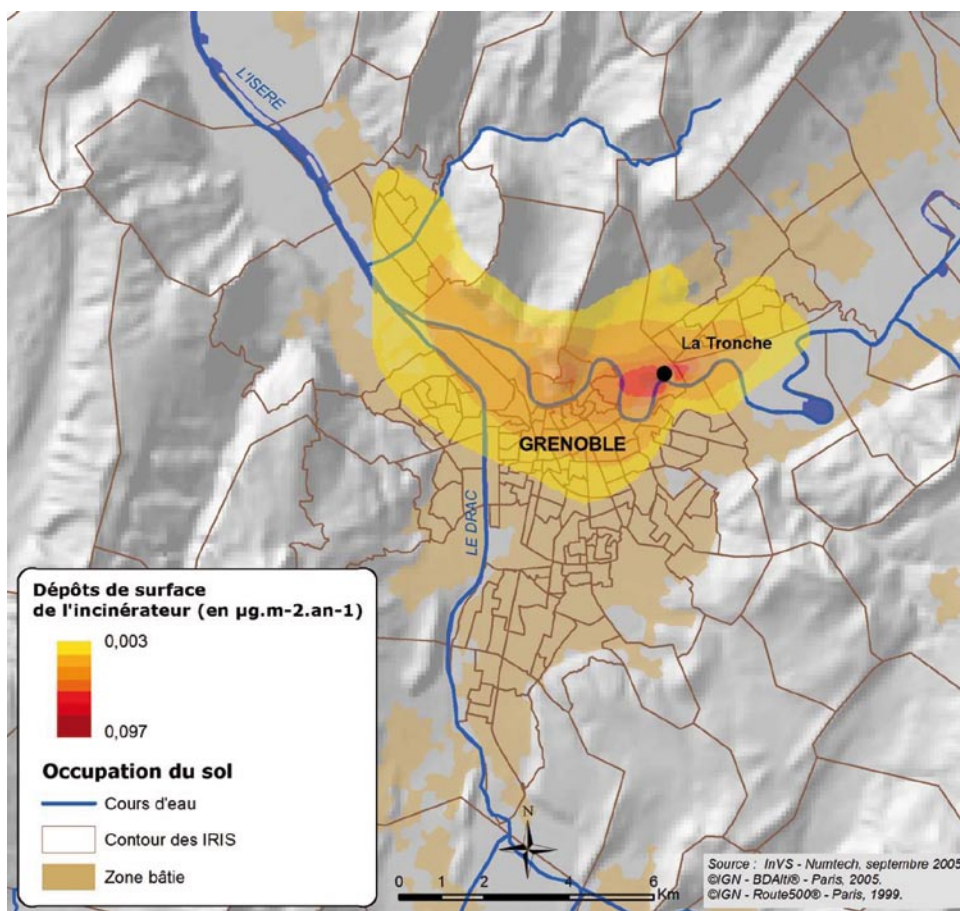 L'ISERE
La Tronche
GRENOBLE
LE DRAC
Dépôts de surface
de l'incinérateur (en µg.m-2.an-1)
0,003
0,097
Occupation du sol
Cours d'eau
Contour des IRIS
Zone bâtie
N
0 1 2 4 6
Km
Source : InVS - Numtech, septembre 2005
©IGN - BDAlti® - Paris, 2005.
©IGN - Route500® - Paris, 1999.